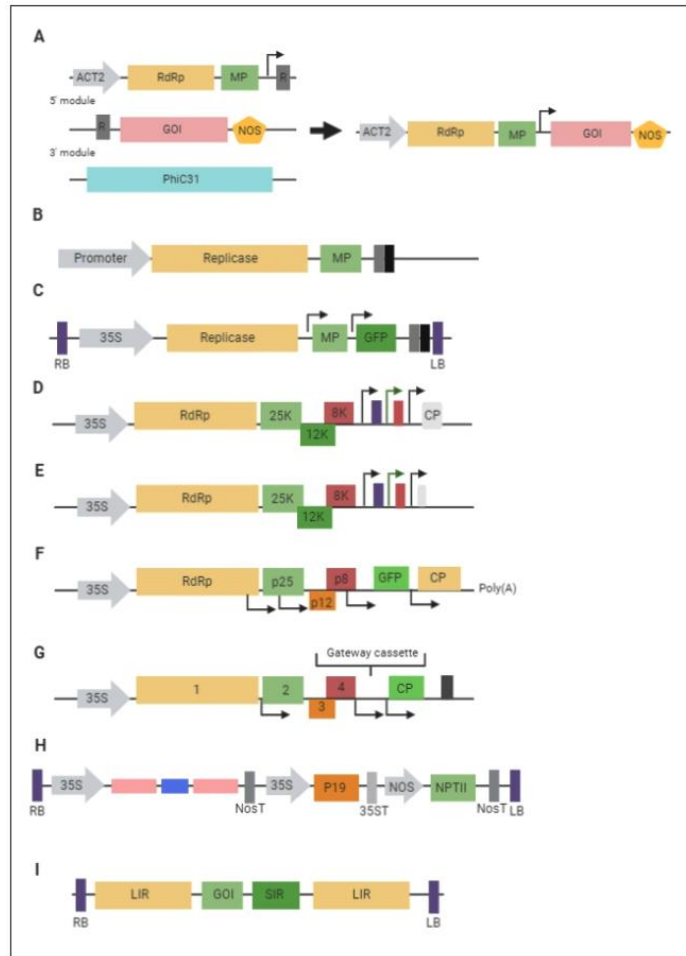 A
ACT2 RdRp MP R
5' module
R GOI NOS
3' module
PhiC31
ACT2 RdRp MP GOI NOS
B
Promoter Replicase MP
C
35S Replicase MP GFP
RB LB
D
35S RdRp 25K 8K CP
12K
E
35S RdRp 25K 8K
12K
F
35S RdRp p25 p8 GFP CP Poly(A)
p12
G
Gateway cassette
35S 1 2 4 CP
3
H
35S 35S P19 NOS NPTII
RB NosT 35ST NosT LB
I
LIR GOI SIR LIR
RB LB